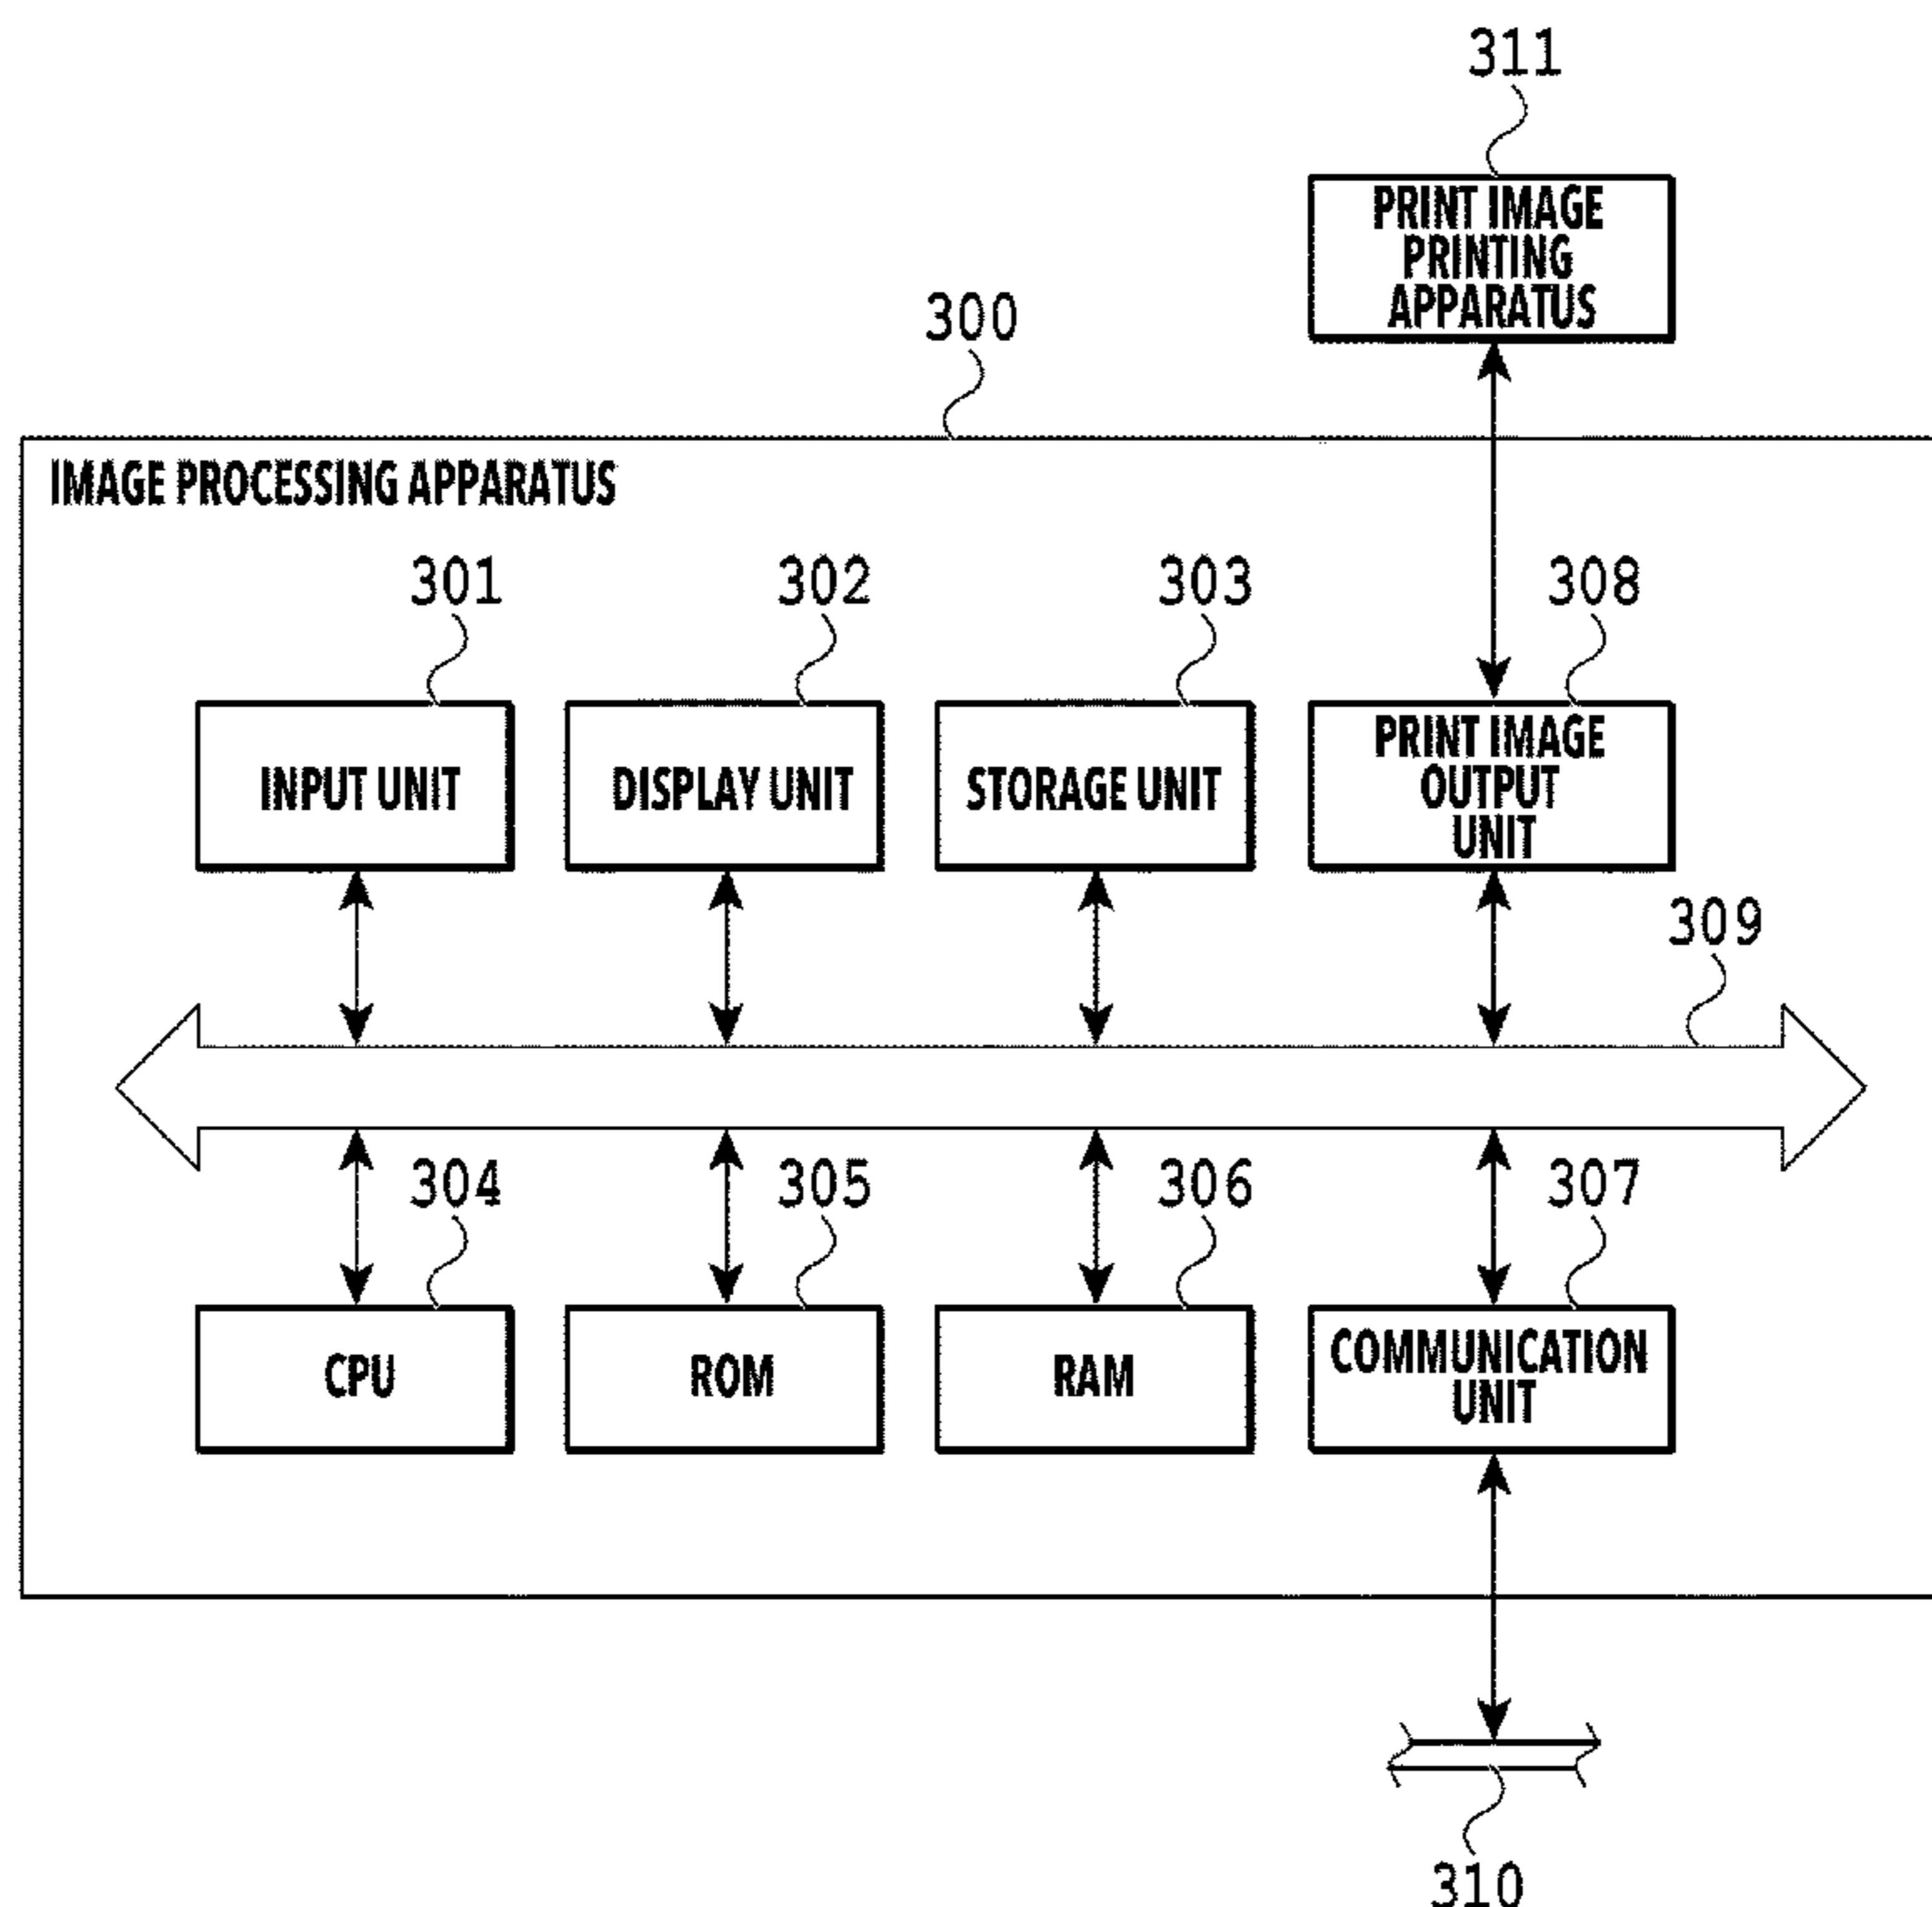 311
PRINT IMAGE
PRINTING
APPARATUS
300
IMAGE PROCESSING APPARATUS
301
302
303
308
INPUT UNIT
DISPLAY UNIT
STORAGE UNIT
PRINT IMAGE
OUTPUT
UNIT
309
304
305
306
307
CPU
ROM
RAM
COMMUNICATION
UNIT
310